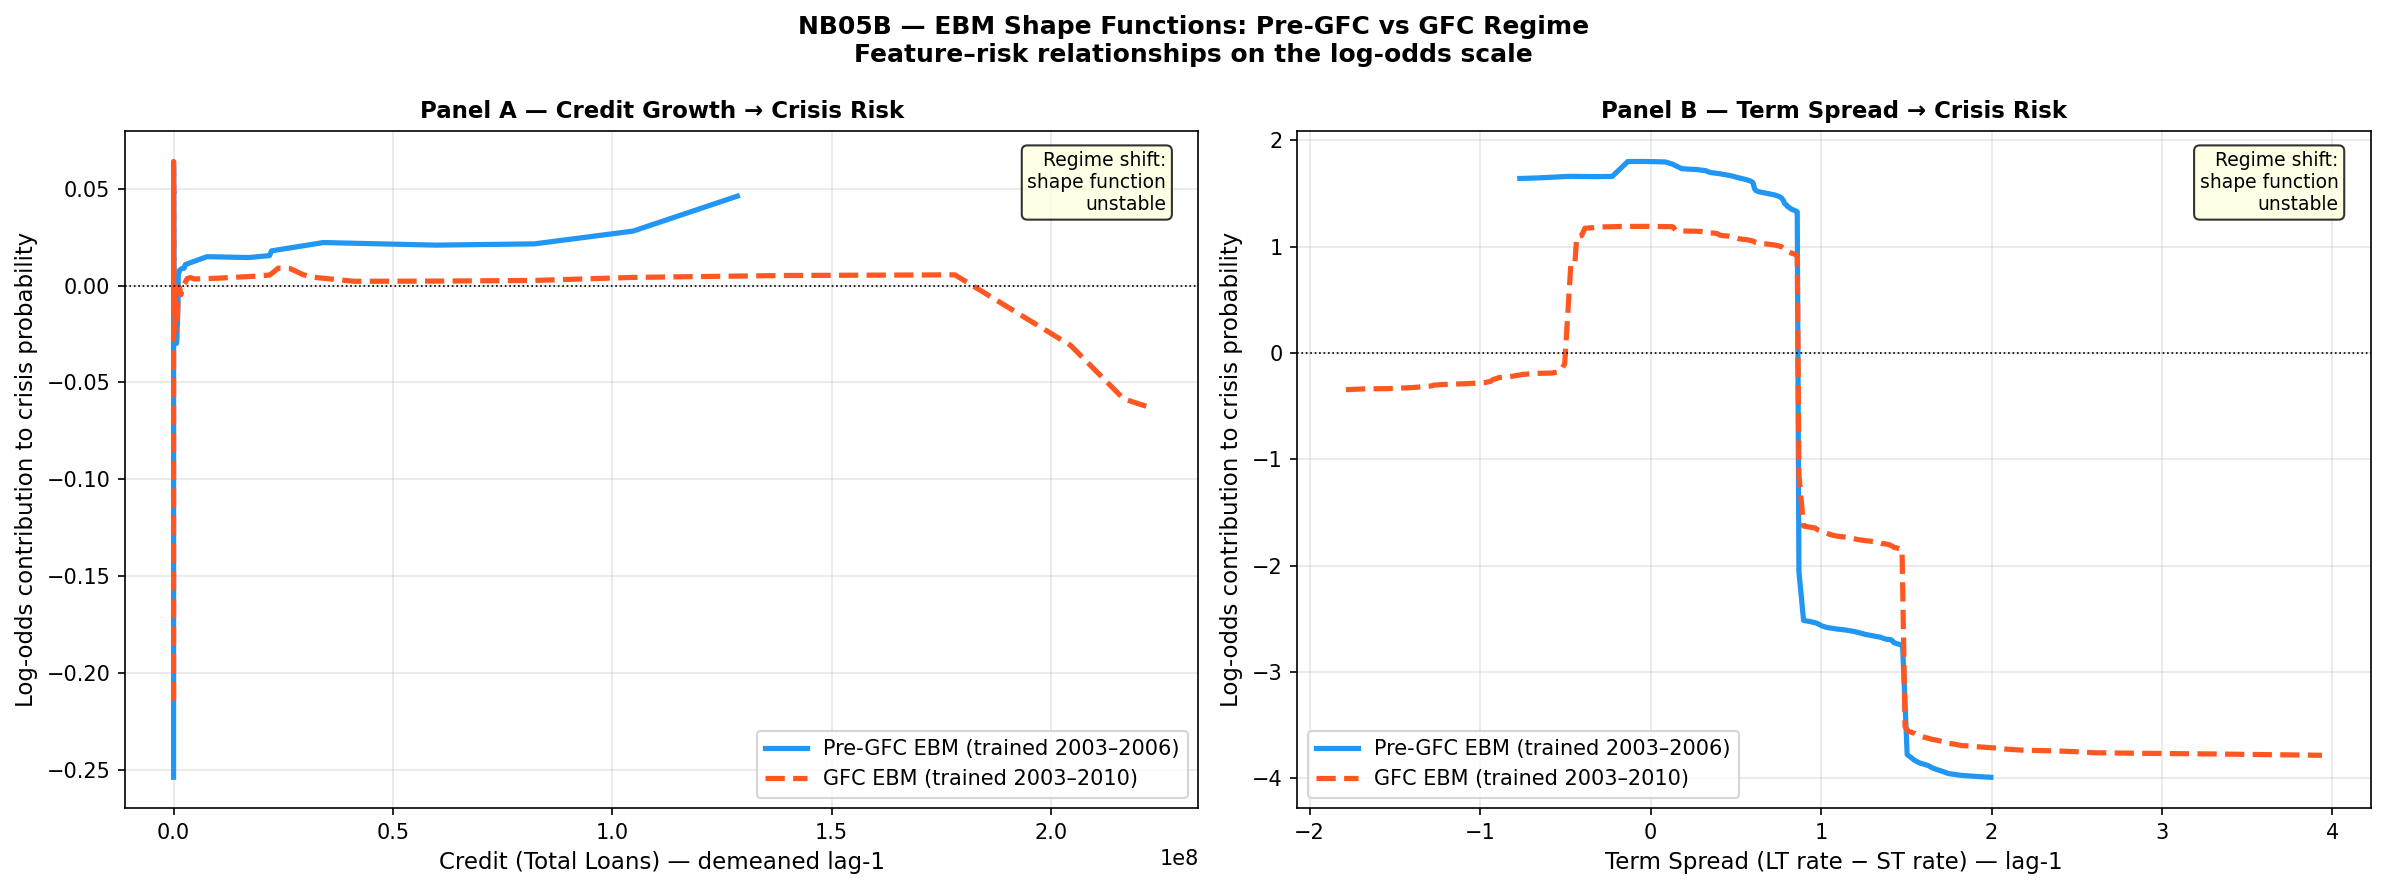 NB05B — EBM Shape Functions: Pre-GFC vs GFC Regime
Feature–risk relationships on the log-odds scale
Panel A — Credit Growth → Crisis Risk
Log-odds contribution to crisis probability
0.05
0.00
−0.05
−0.10
−0.15
−0.20
−0.25
Regime shift:
shape function
unstable
Pre-GFC EBM (trained 2003–2006)
GFC EBM (trained 2003–2010)
0.0
0.5
1.0
1.5
2.0
1e8
Credit (Total Loans) — demeaned lag-1
Panel B — Term Spread → Crisis Risk
Log-odds contribution to crisis probability
2
1
0
−1
−2
−3
−4
Regime shift:
shape function
unstable
Pre-GFC EBM (trained 2003–2006)
GFC EBM (trained 2003–2010)
−2
−1
0
1
2
3
4
Term Spread (LT rate − ST rate) — lag-1